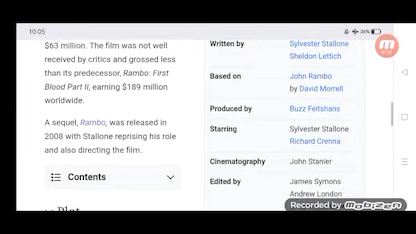 10:05
26%
$63 million. The film was not well
received by critics and grossed less
than its predecessor, Rambo: First
Blood Part II, earning $189 million
worldwide.
A sequel, Rambo, was released in
2008 with Stallone reprising his role
and also directing the film.
Contents
Plot
Written by
Sylvester Stallone
Sheldon Lettich
Based on
John Rambo
by David Morrell
Produced by
Buzz Feitshans
Starring
Sylvester Stallone
Richard Crenna
Cinematography
John Stanier
Edited by
James Symons
Andrew London
Recorded by Mobizen